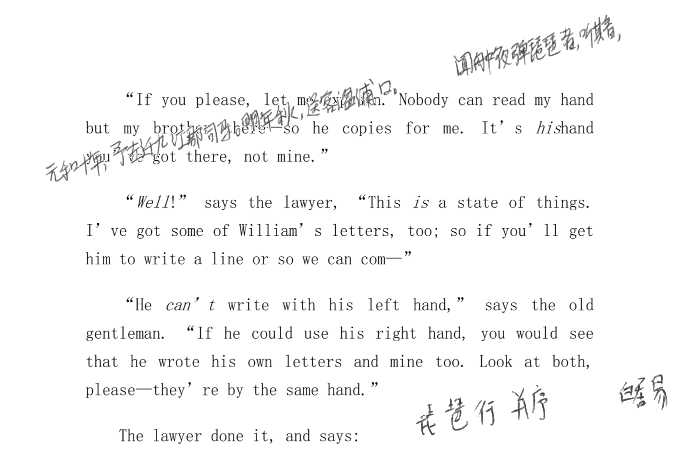 闻舟中夜弹琵琶者,听其音,
“If you please, let me explain. Nobody can read my hand
but my brother there—so he copies for me. It’s hishand
you’ve got there, not mine.”
元和十年,予左迁九江郡司马。明年秋,送客湓浦口。
“Well!” says the lawyer, “This is a state of things.
I’ve got some of William’s letters, too; so if you’ll get
him to write a line or so we can com—”
“He can’t write with his left hand,” says the old
gentleman. “If he could use his right hand, you would see
that he wrote his own letters and mine too. Look at both,
please—they’re by the same hand.”
琵琶行 并序 白居易
The lawyer done it, and says: